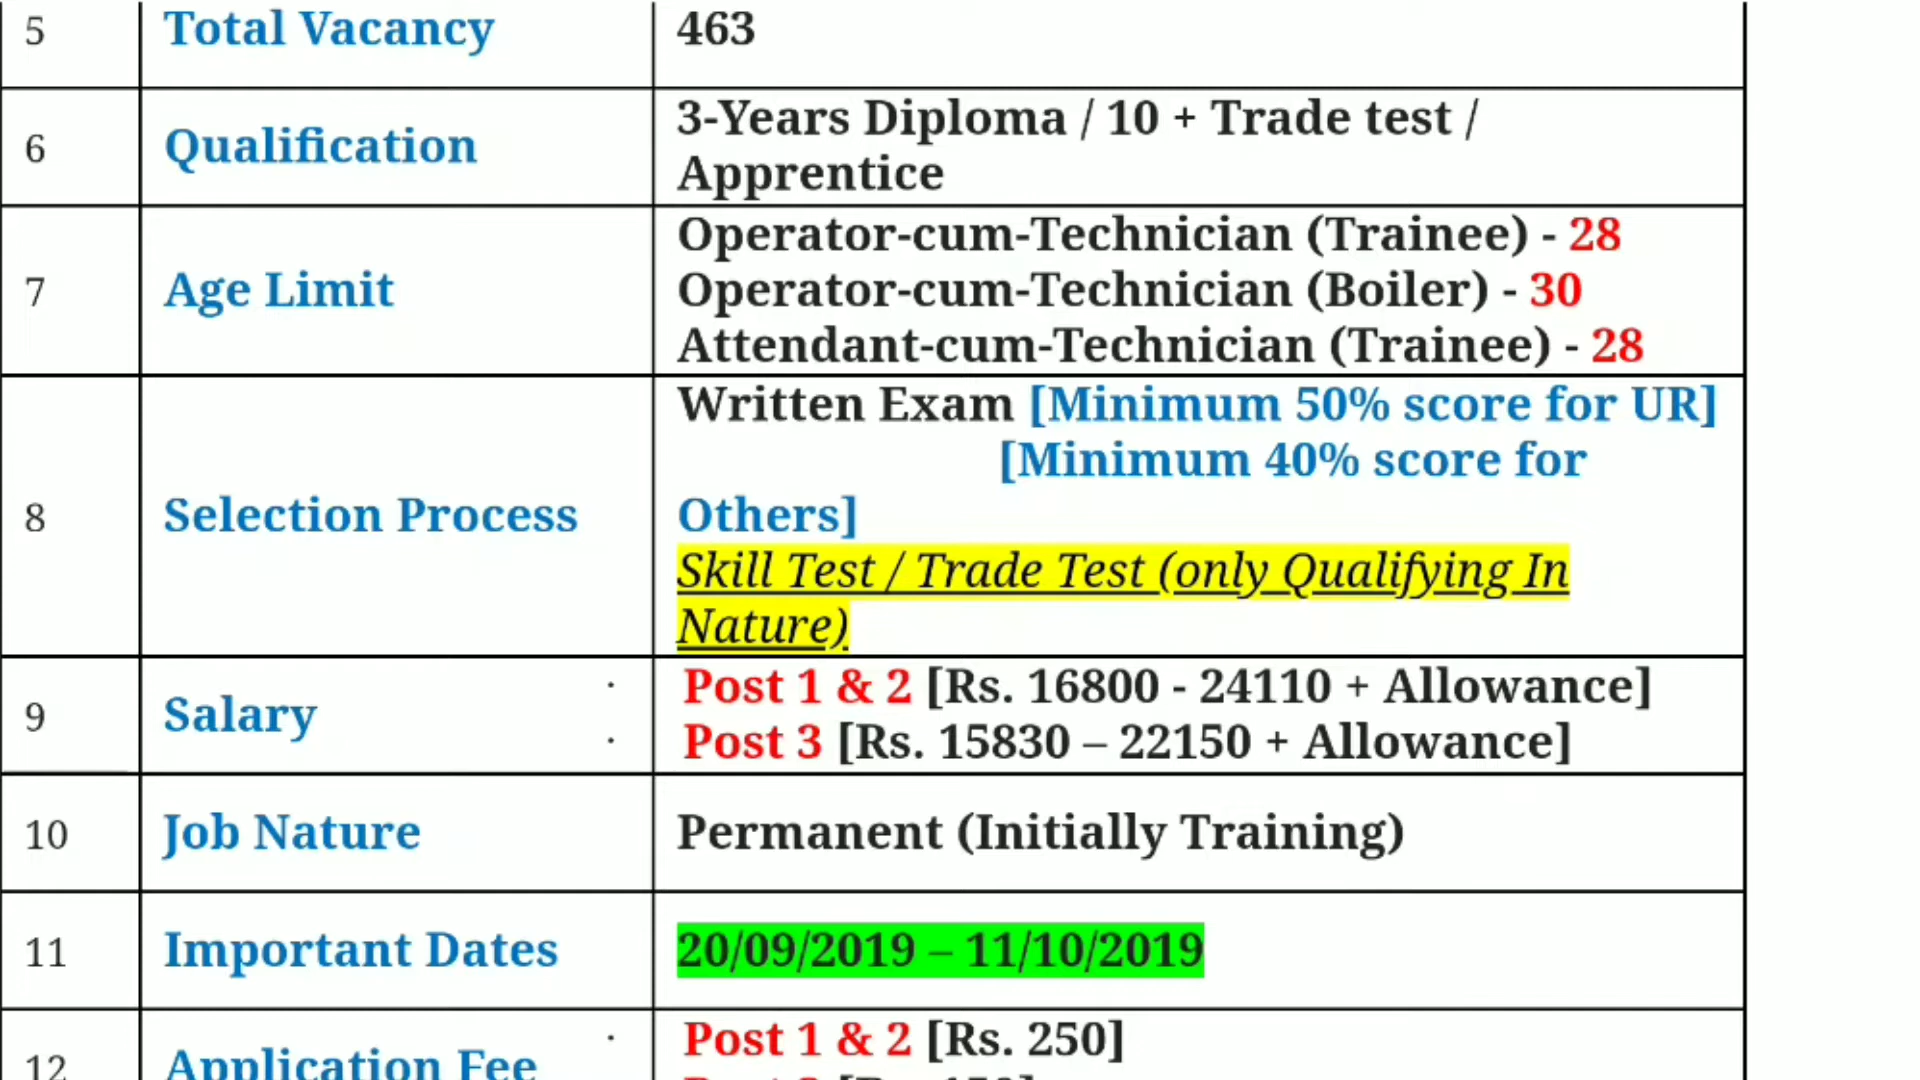 5 Total Vacancy 463
6 Qualification 3-Years Diploma / 10 + Trade test /
Apprentice
7 Age Limit Operator-cum-Technician (Trainee) - 28
Operator-cum-Technician (Boiler) - 30
Attendant-cum-Technician (Trainee) - 28
8 Selection Process Written Exam [Minimum 50% score for UR]
[Minimum 40% score for
Others]
Skill Test / Trade Test (only Qualifying In
Nature)
9 Salary · Post 1 & 2 [Rs. 16800 - 24110 + Allowance]
· Post 3 [Rs. 15830 – 22150 + Allowance]
10 Job Nature Permanent (Initially Training)
11 Important Dates 20/09/2019 – 11/10/2019
12 Application Fee · Post 1 & 2 [Rs. 250]